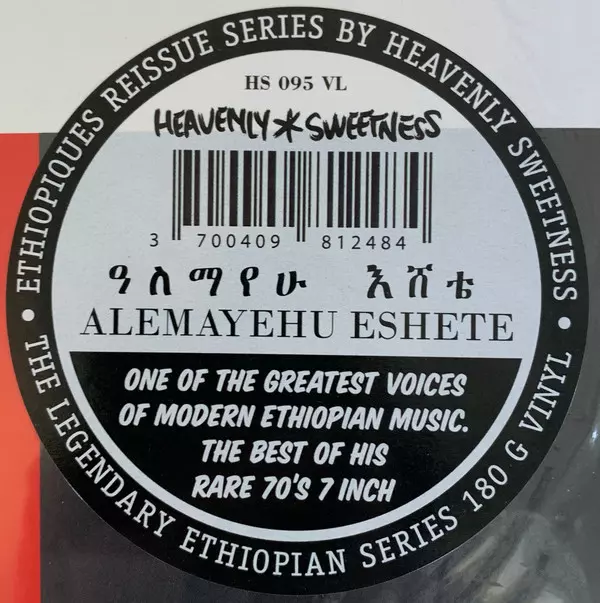 ETHIOPIQUES REISSUE SERIES BY HEAVENLY SWEETNESS •
HS 095 VL
HEAVENLY * SWEETNESS
3 700409 812484
ዓለማየሁ እሸቴ
ALEMAYEHU ESHETE
ONE OF THE GREATEST VOICES
OF MODERN ETHIOPIAN MUSIC.
THE BEST OF HIS
RARE 70'S 7 INCH
THE LEGENDARY ETHIOPIAN SERIES 180 G VINYL •